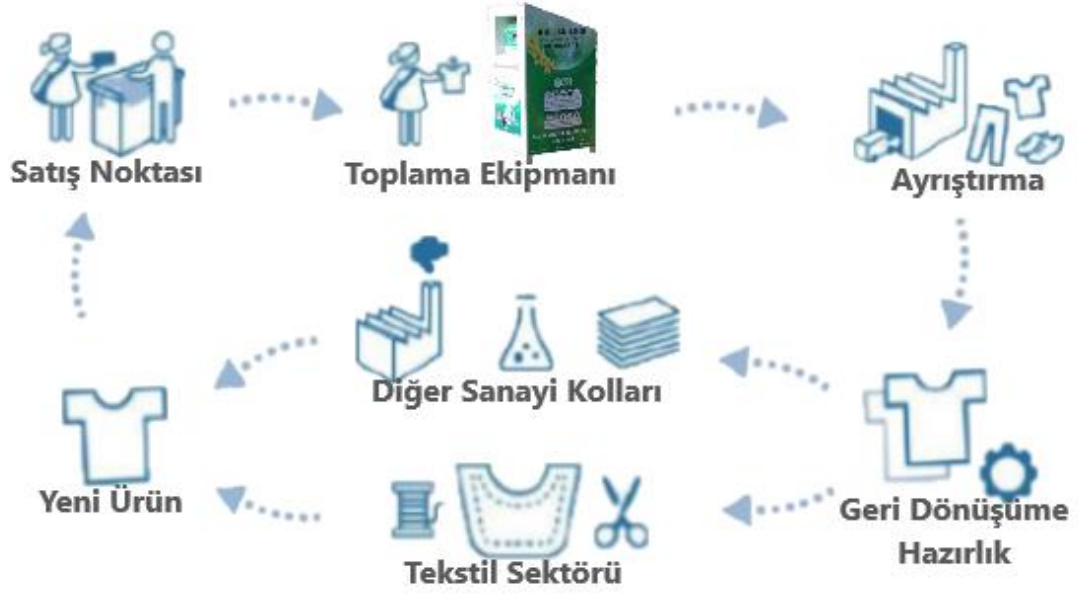 Satış Noktası
Toplama Ekipmanı
Ayrıştırma
Diğer Sanayi Kolları
Yeni Ürün
Geri Dönüşüme
Hazırlık
Tekstil Sektörü